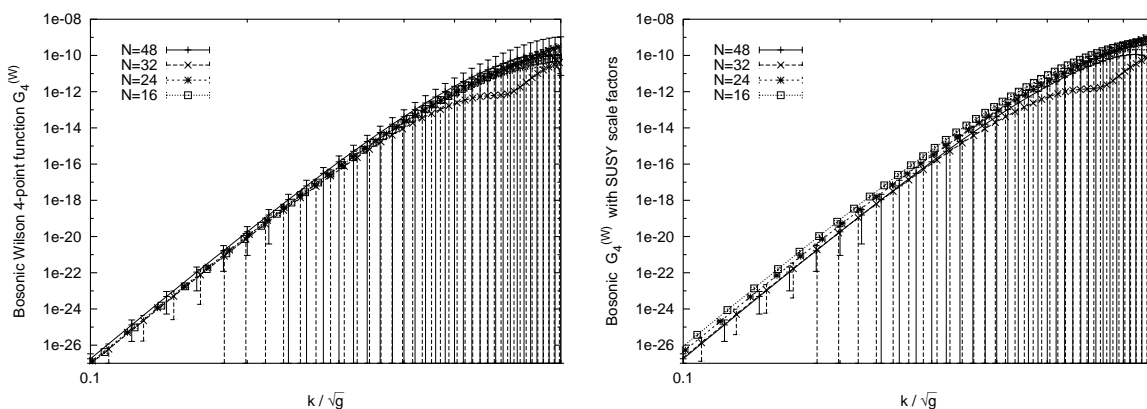 Bosonic Wilson 4-point function G₄⁽ᵂ⁾
1e-08
1e-10
1e-12
1e-14
1e-16
1e-18
1e-20
1e-22
1e-24
1e-26
N=48
N=32
N=24
N=16
0.1
k / √g
Bosonic G₄⁽ᵂ⁾ with SUSY scale factors
1e-08
1e-10
1e-12
1e-14
1e-16
1e-18
1e-20
1e-22
1e-24
1e-26
N=48
N=32
N=24
N=16
0.1
k / √g